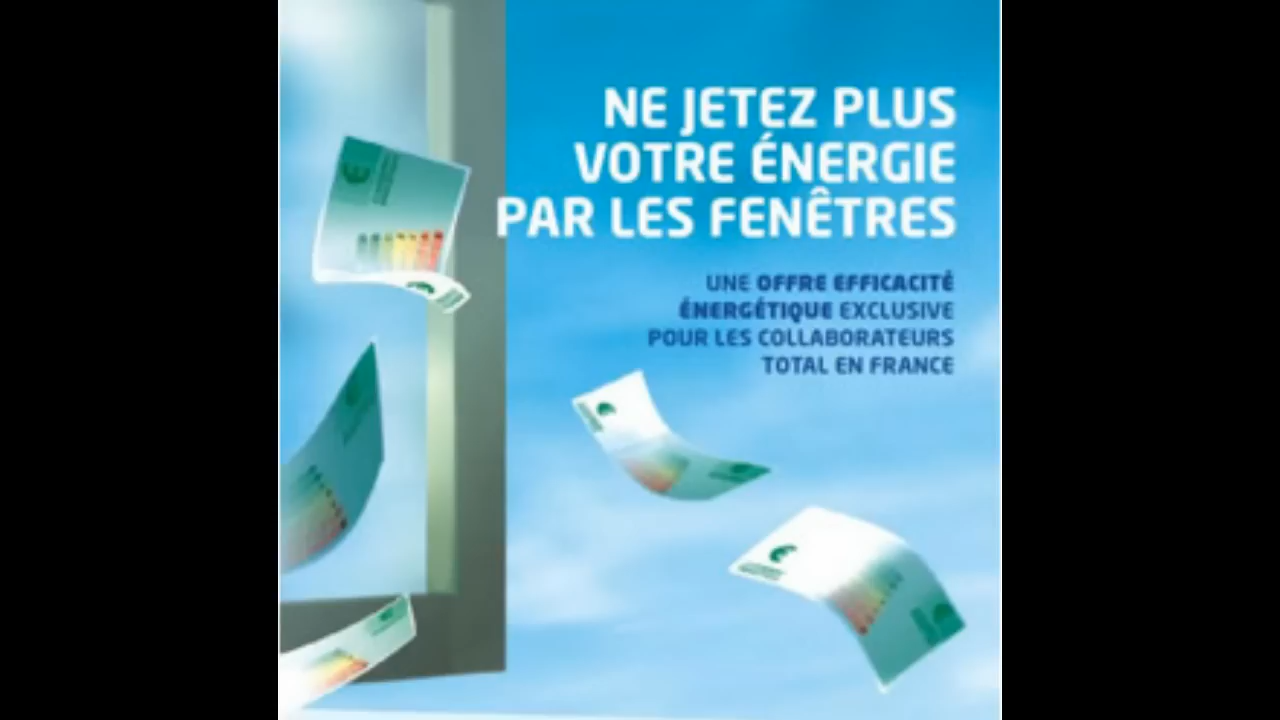 NE JETEZ PLUS
VOTRE ÉNERGIE
PAR LES FENÊTRES
UNE OFFRE EFFICACITÉ
ÉNERGÉTIQUE EXCLUSIVE
POUR LES COLLABORATEURS
TOTAL EN FRANCE